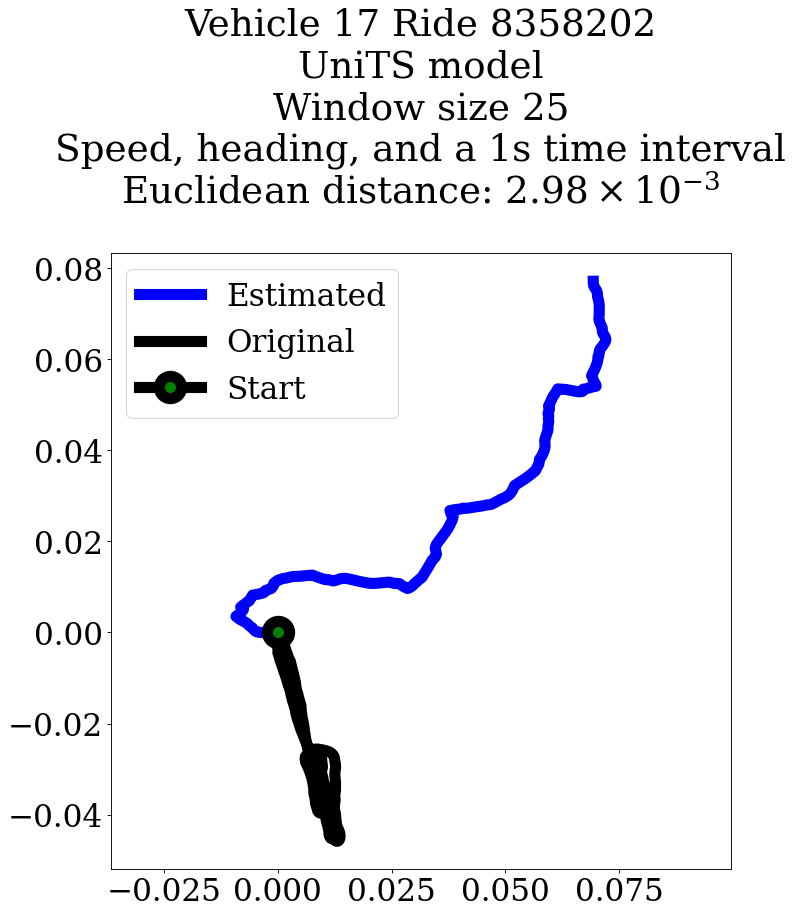 Vehicle 17 Ride 8358202
UniTS model
Window size 25
Speed, heading, and a 1s time interval
Euclidean distance: 2.98 × 10⁻³
0.08
Estimated
0.06
Original
0.04
Start
0.02
0.00
−0.02
−0.04
−0.025 0.000 0.025 0.050 0.075